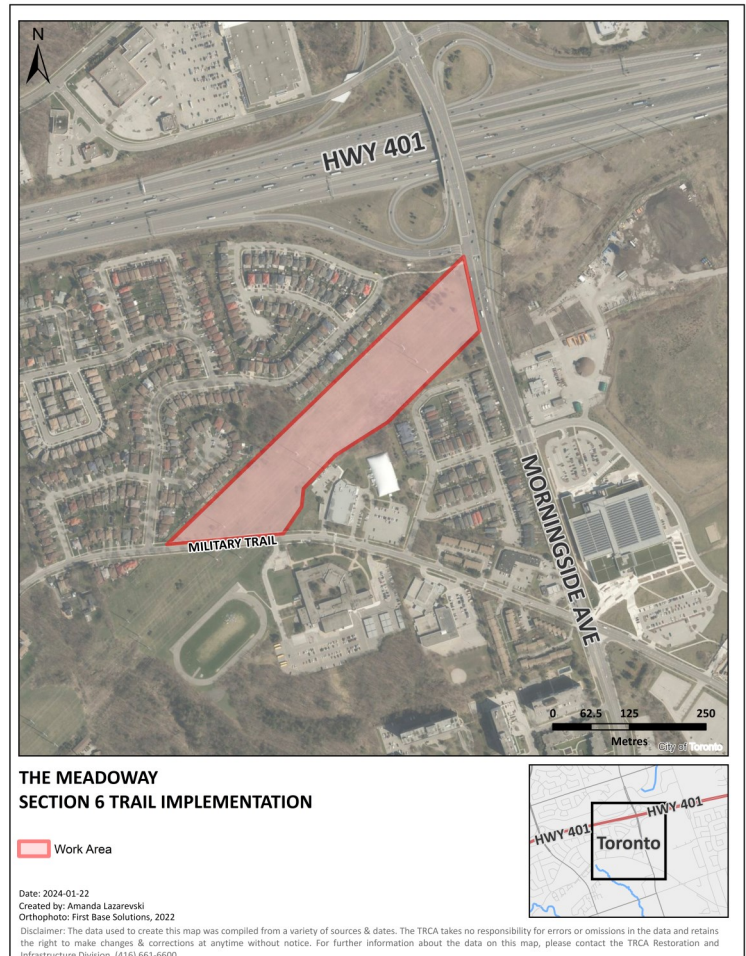 N
HWY 401
MILITARY TRAIL
MORNINGSIDE AVE
0 62.5 125 250
Metres
City of Toronto
THE MEADOWAY
SECTION 6 TRAIL IMPLEMENTATION
Work Area
HWY 401
HWY 401
Toronto
Date: 2024-01-22
Created by: Amanda Lazarevski
Orthophoto: First Base Solutions, 2022
Disclaimer: The data used to create this map was compiled from a variety of sources & dates. The TRCA takes no responsibility for errors or omissions in the data and retains
the right to make changes & corrections at anytime without notice. For further information about the data on this map, please contact the TRCA Restoration and
Infrastructure Division, (416) 661-6600.